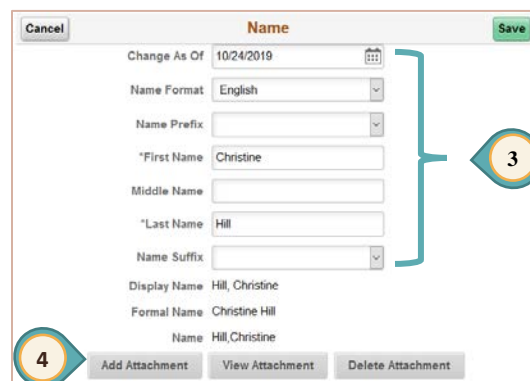 Cancel Name Save
Change As Of 10/24/2019
Name Format English
Name Prefix
*First Name Christine
3
Middle Name
*Last Name Hill
Name Suffix
Display Name Hill, Christine
Formal Name Christine Hill
Name Hill,Christine
4 Add Attachment View Attachment Delete Attachment